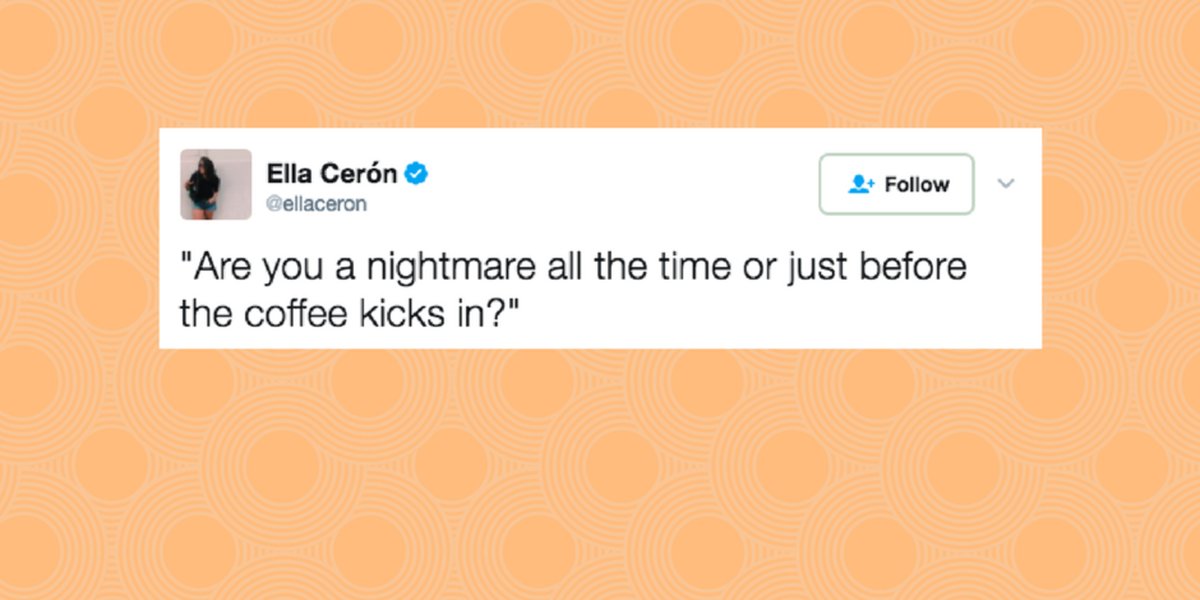 Ella Cerón
@ellaceron
Follow
"Are you a nightmare all the time or just before
the coffee kicks in?"